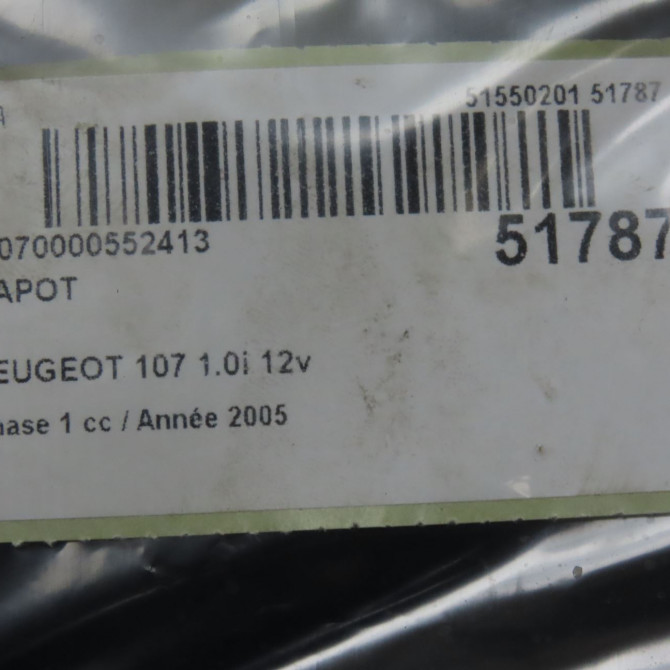 51550201 51787
070000552413
51787
APOT
EUGEOT 107 1.0i 12v
hase 1 cc / Année 2005